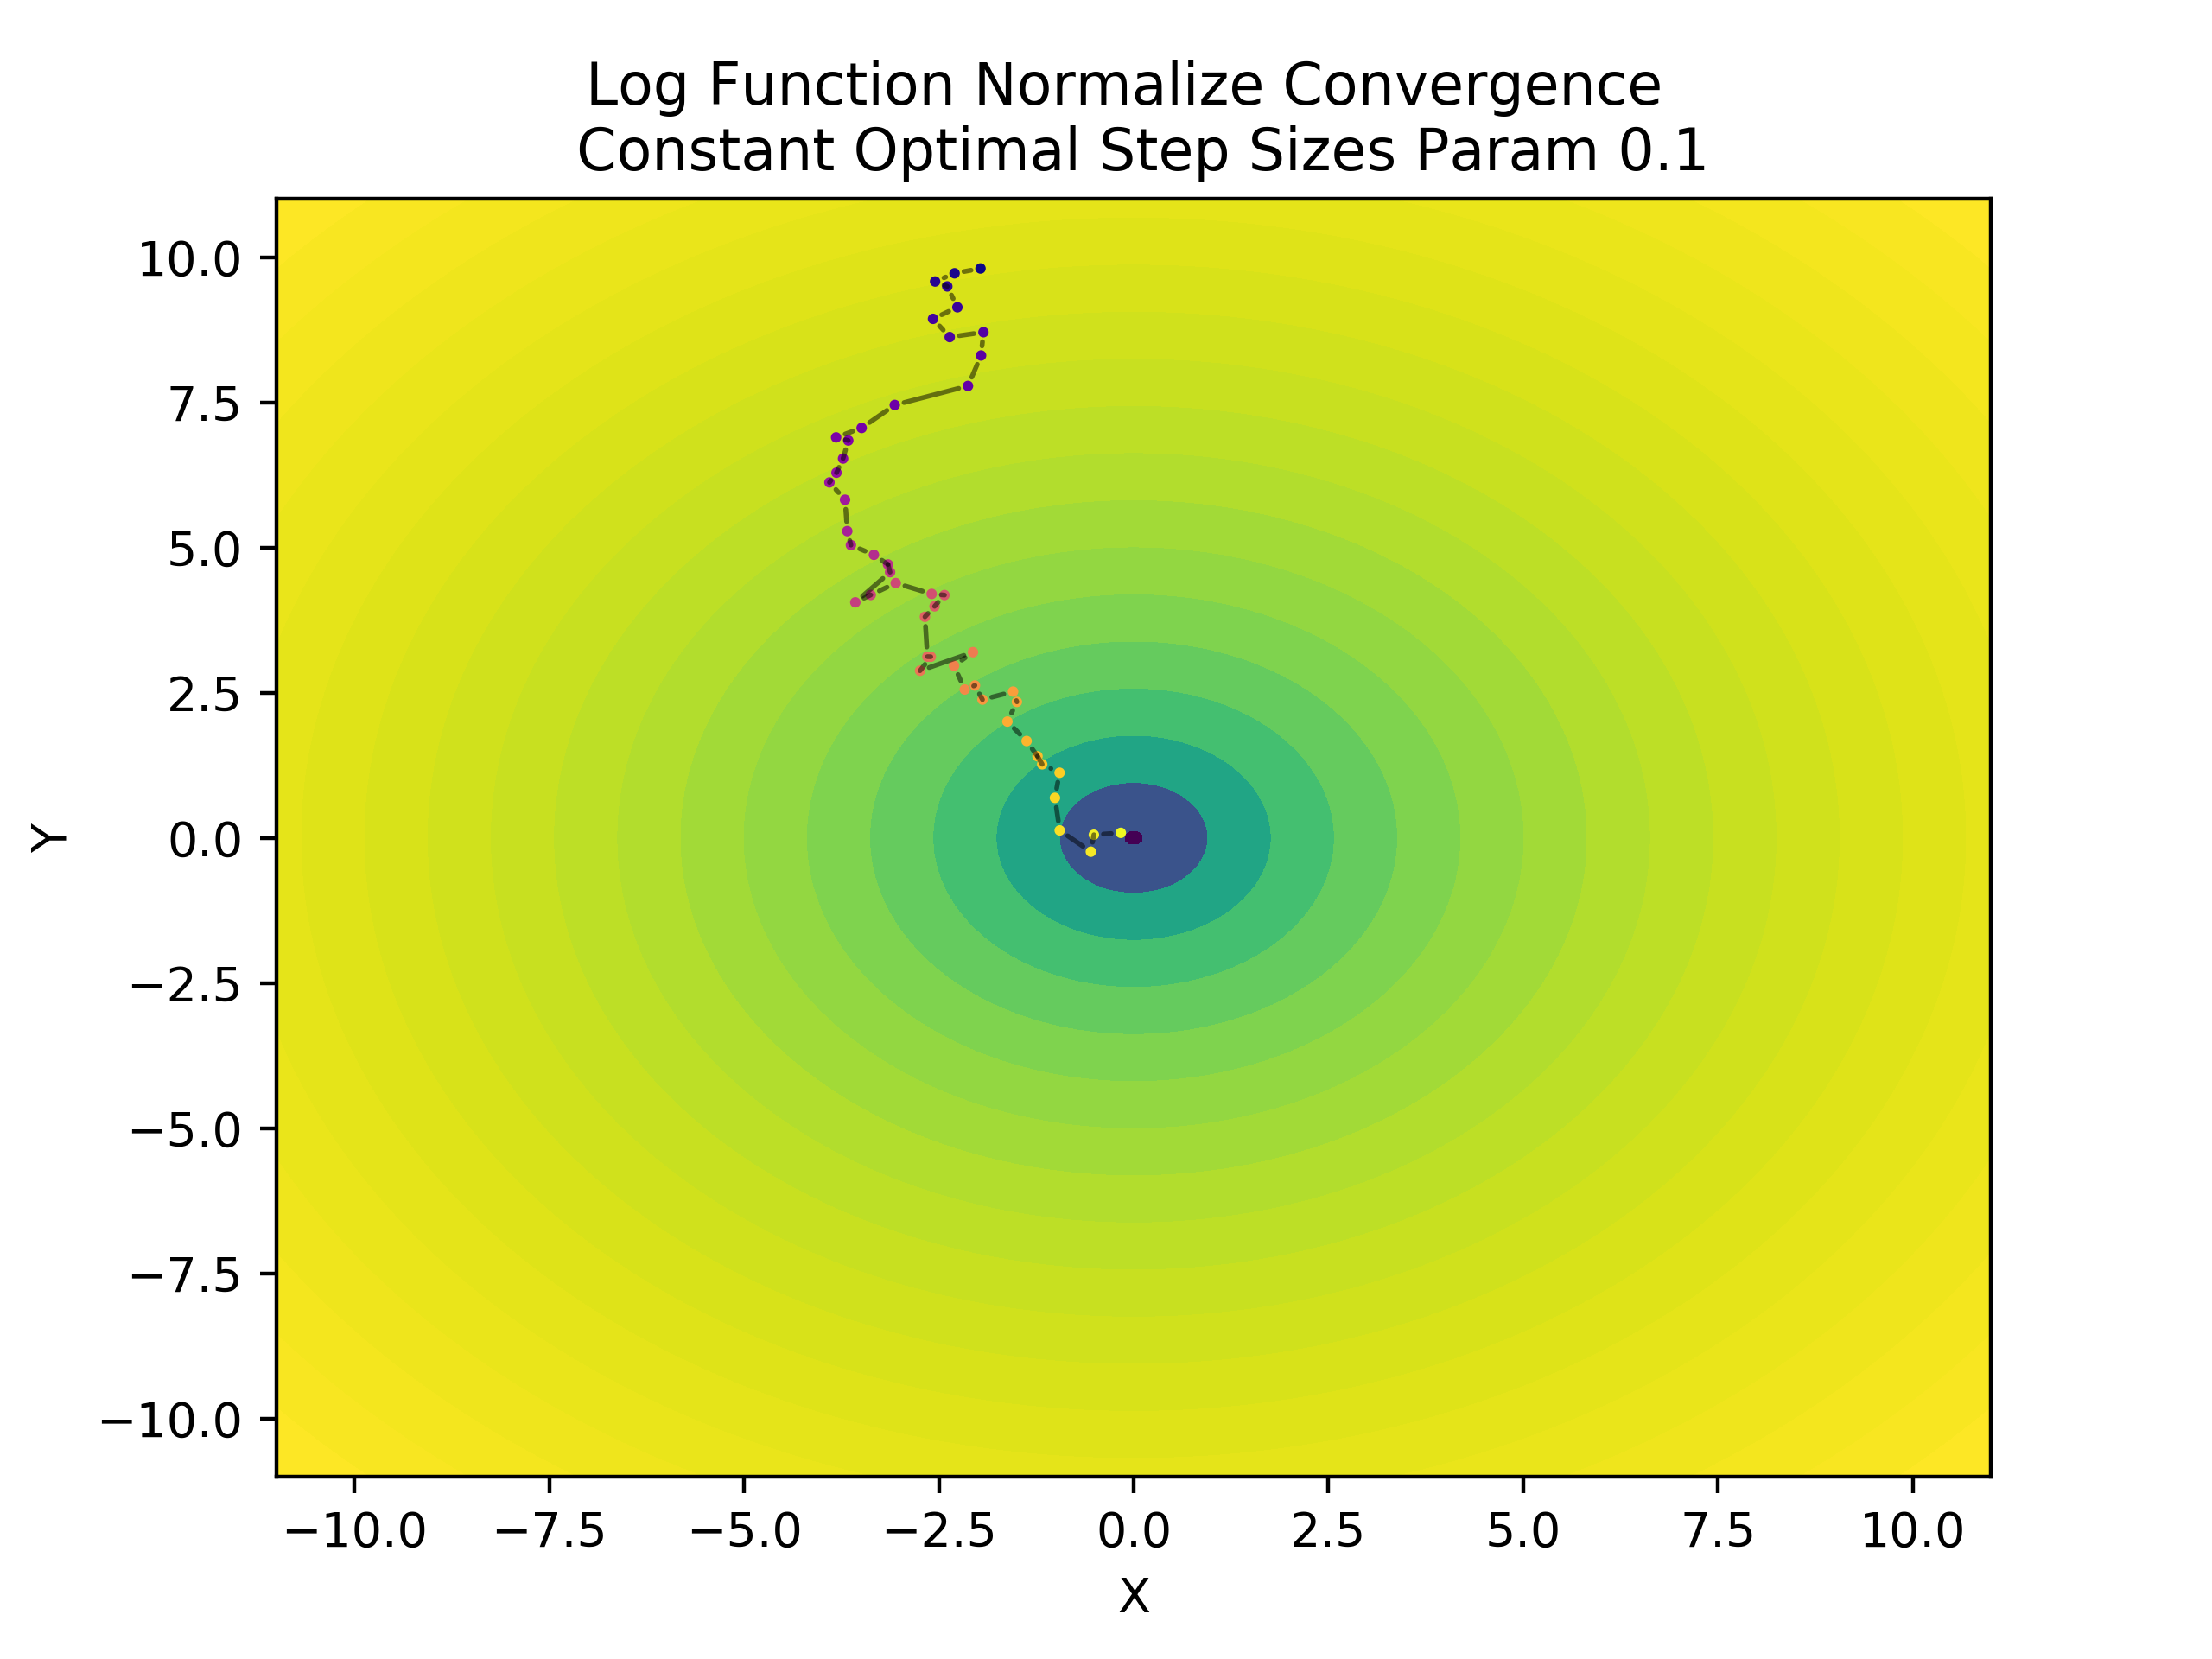 Log Function Normalize Convergence
Constant Optimal Step Sizes Param 0.1
10.0
7.5
5.0
2.5
0.0
−2.5
−5.0
−7.5
−10.0
Y
−10.0 −7.5 −5.0 −2.5 0.0 2.5 5.0 7.5 10.0
X